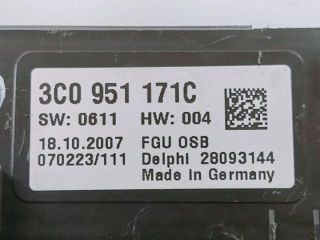 3C0 951 171C
SW: 0611 HW: 004
18.10.2007 FGU OSB
070223/111 Delphi 28093144
Made in Germany